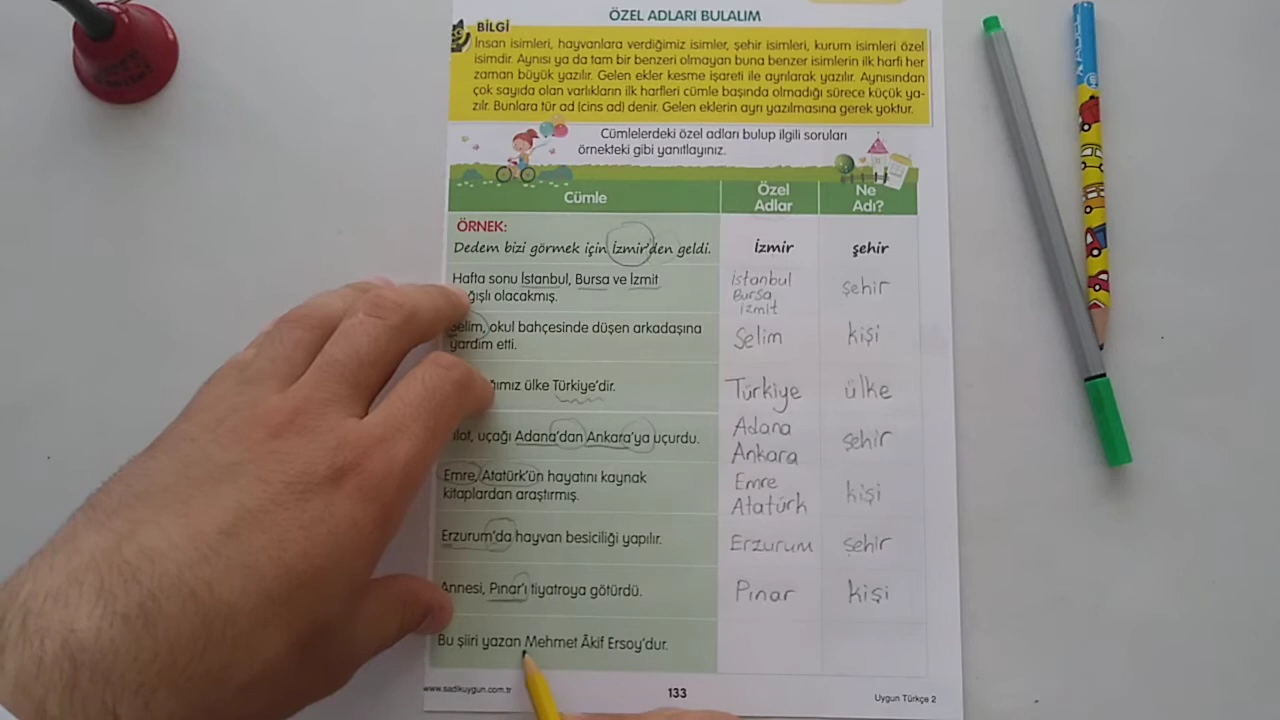 ÖZEL ADLARI BULALIM
BİLGİ
İnsan isimleri, hayvanlara verdiğimiz isimler, şehir isimleri, kurum isimleri özel
isimdir. Aynısı ya da tam bir benzeri olmayan buna benzer isimlerin ilk harfi her
zaman büyük yazılır. Gelen ekler kesme işareti ile ayrılarak yazılır. Aynısından
çok sayıda olan varlıkların ilk harfleri cümle başında olmadığı sürece küçük ya-
zılır. Bunlara tür ad (cins ad) denir. Gelen eklerin ayrı yazılmasına gerek yoktur.
Cümlelerdeki özel adları bulup ilgili soruları
örnekteki gibi yanıtlayınız.
Cümle
Özel
Adlar
Ne
Adı?
ÖRNEK:
Dedem bizi görmek için İzmir'den geldi.
İzmir
şehir
Hafta sonu İstanbul, Bursa ve İzmit
ğışlı olacakmış.
istanbul
Bursa
izmit
şehir
Selim, okul bahçesinde düşen arkadaşına
yardım etti.
Selim
kişi
ğımız ülke Türkiye'dir.
Türkiye
ülke
ilot, uçağı Adana'dan Ankara'ya uçurdu.
Adana
Ankara
şehir
Emre, Atatürk'ün hayatını kaynak
kitaplardan araştırmış.
Emre
Atatürk
kişi
Erzurum'da hayvan besiciliği yapılır.
Erzurum
şehir
Annesi, Pınar'ı tiyatroya götürdü.
Pınar
kişi
Bu şiiri yazan Mehmet Âkif Ersoy'dur.
www.sadikuygun.com.tr
133
Uygun Türkçe 2